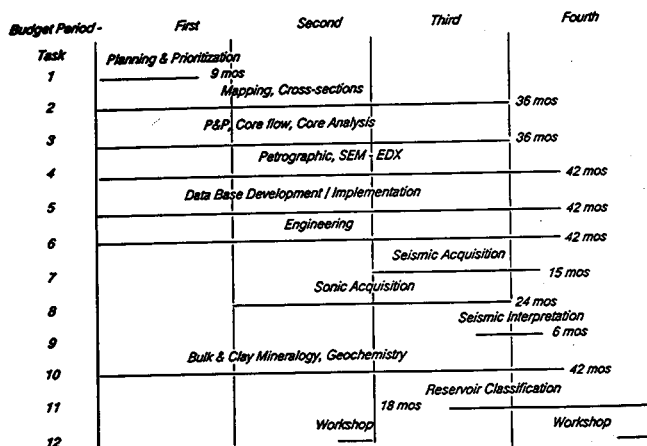 Budget Period - First Second Third Fourth
Task Planning & Prioritization
1 9 mos
Mapping, Cross-sections
2 36 mos
P&P, Core flow, Core Analysis
3 36 mos
Petrographic, SEM - EDX
4 42 mos
Data Base Development / Implementation
5 42 mos
Engineering
6 42 mos
Seismic Acquisition
7 15 mos
Sonic Acquisition
8 24 mos
Seismic Interpretation
9 6 mos
Bulk & Clay Mineralogy, Geochemistry
10 42 mos
Reservoir Classification
11 18 mos
Workshop Workshop
12